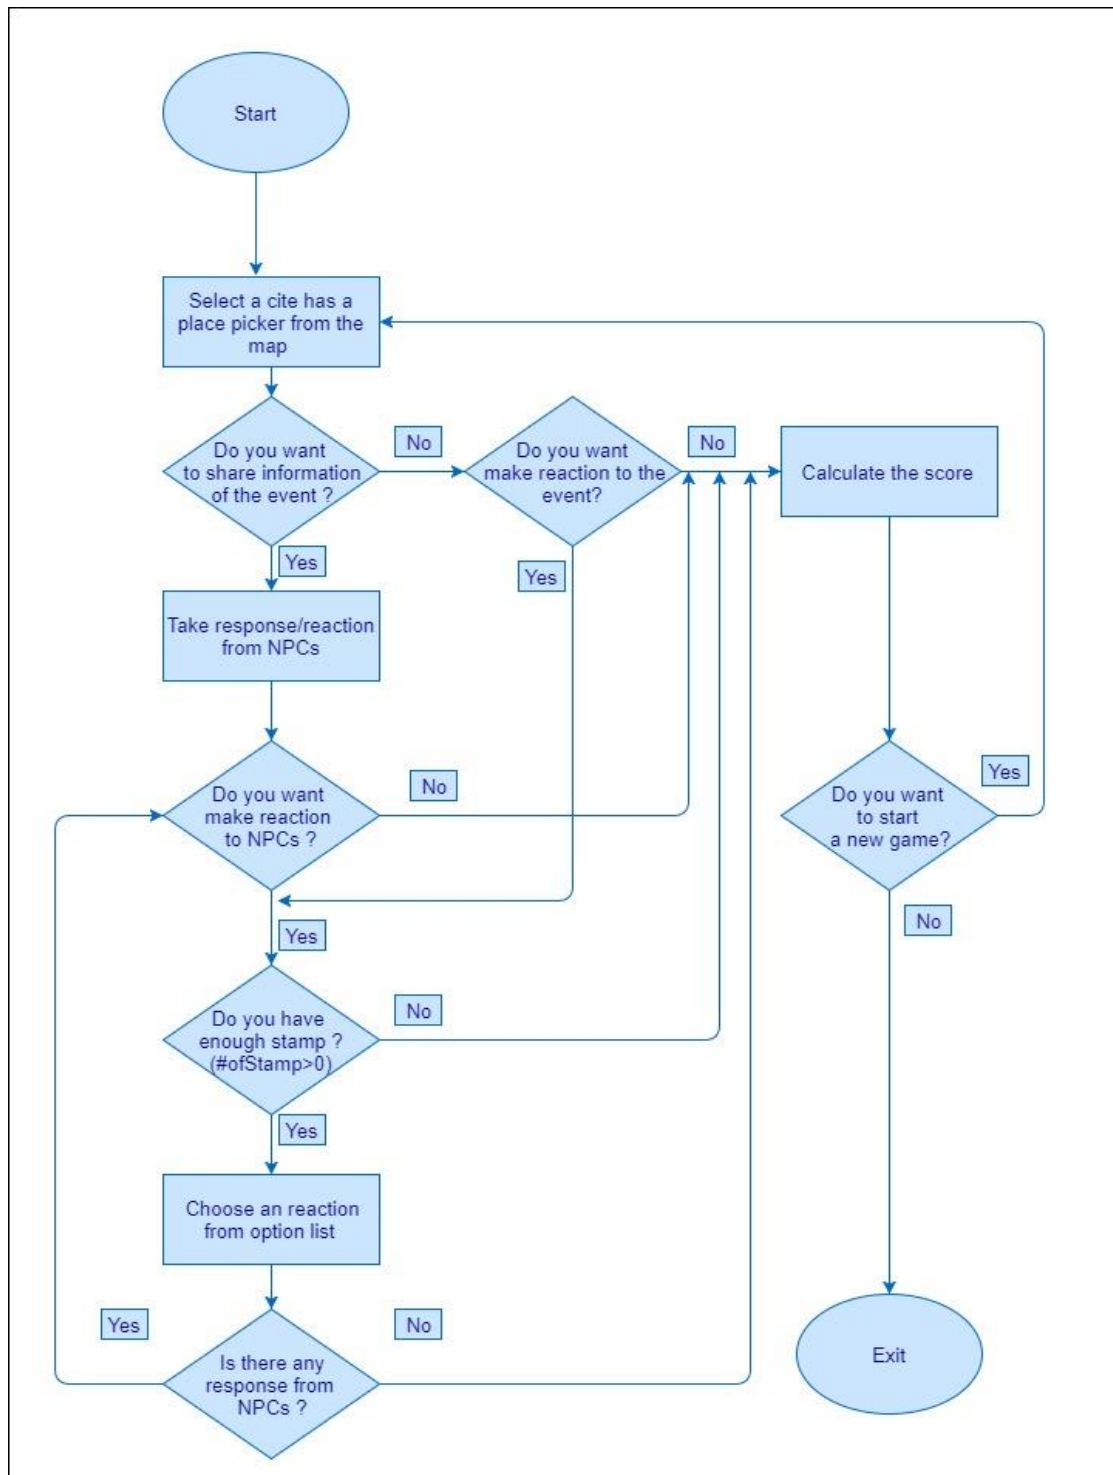 Start
Select a cite has a
place picker from the
map
Do you want
to share information
of the event ?
No
Do you want
make reaction to the
event?
No
Calculate the score
Yes
Yes
Take response/reaction
from NPCs
Do you want
make reaction
to NPCs ?
No
Do you want
to start
a new game?
Yes
Yes
No
Do you have
enough stamp ?
(#ofStamp>0)
No
Yes
Choose an reaction
from option list
Yes
No
Is there any
response from
NPCs ?
Exit